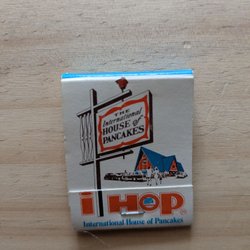 THE
International
HOUSE of
PANCAKES
iHOP
International House of Pancakes